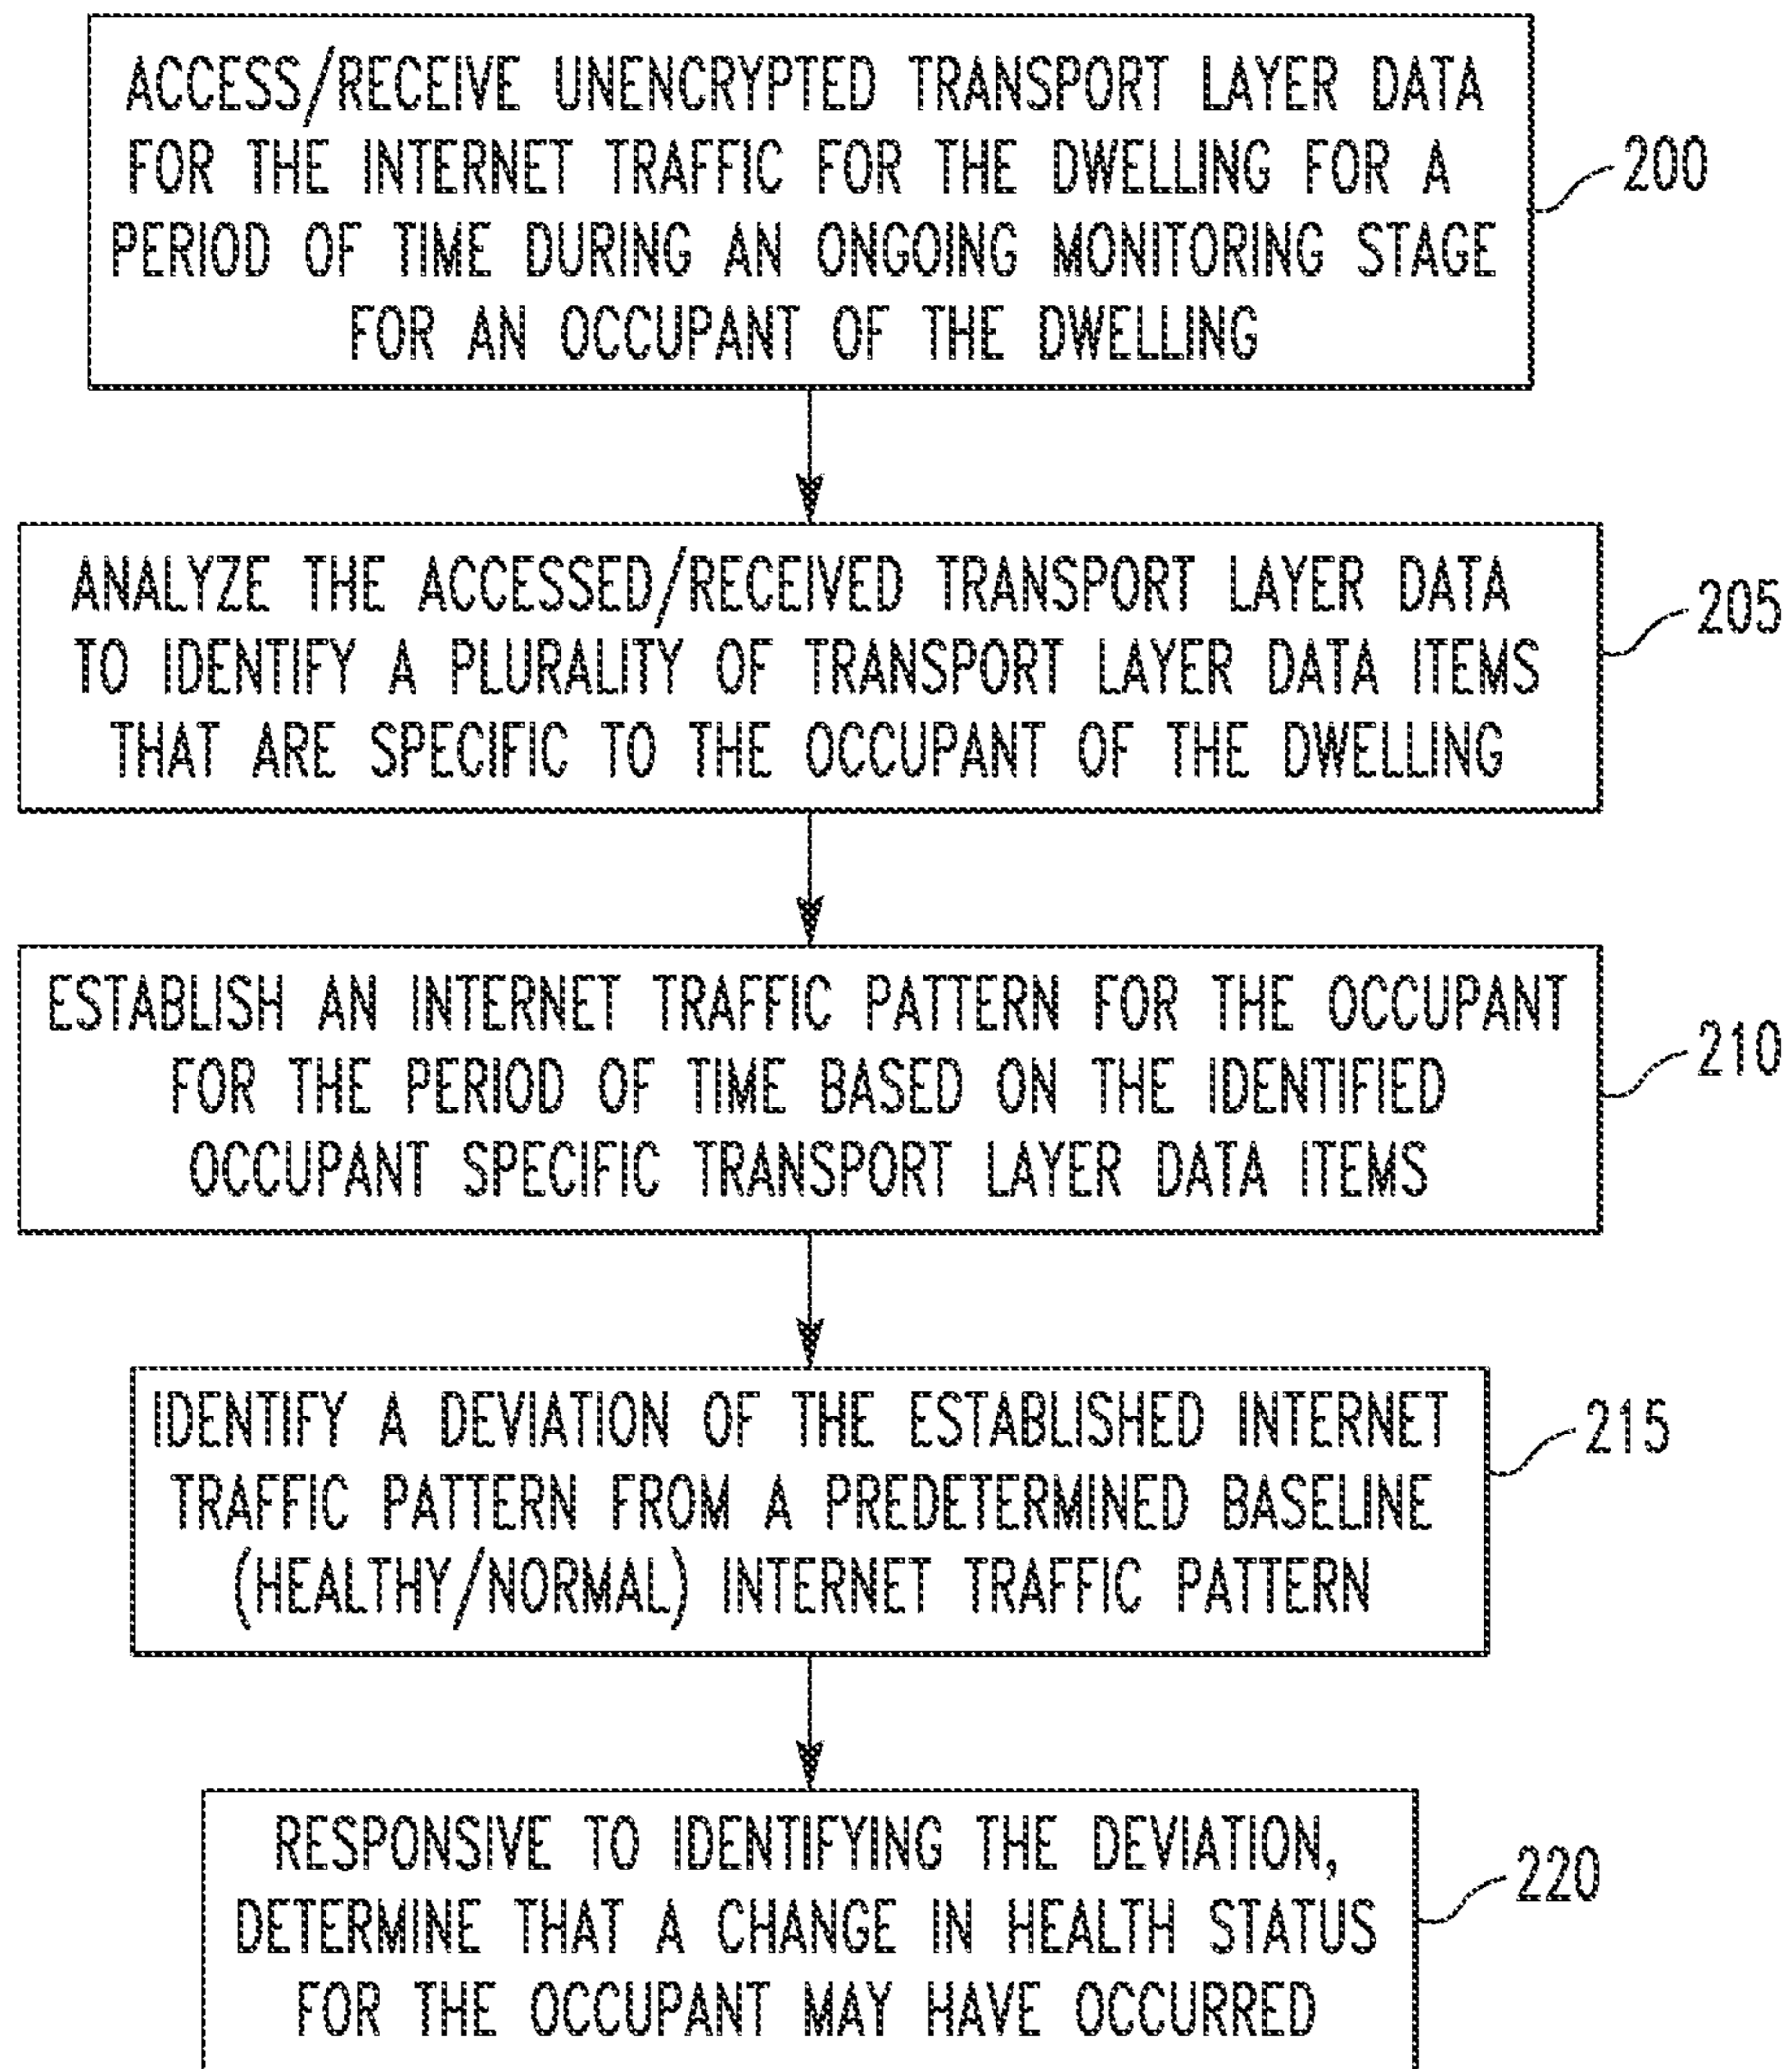 ACCESS/RECEIVE UNENCRYPTED TRANSPORT LAYER DATA
FOR THE INTERNET TRAFFIC FOR THE DWELLING FOR A
PERIOD OF TIME DURING AN ONGOING MONITORING STAGE
FOR AN OCCUPANT OF THE DWELLING
200
ANALYZE THE ACCESSED/RECEIVED TRANSPORT LAYER DATA
TO IDENTIFY A PLURALITY OF TRANSPORT LAYER DATA ITEMS
THAT ARE SPECIFIC TO THE OCCUPANT OF THE DWELLING
205
ESTABLISH AN INTERNET TRAFFIC PATTERN FOR THE OCCUPANT
FOR THE PERIOD OF TIME BASED ON THE IDENTIFIED
OCCUPANT SPECIFIC TRANSPORT LAYER DATA ITEMS
210
IDENTIFY A DEVIATION OF THE ESTABLISHED INTERNET
TRAFFIC PATTERN FROM A PREDETERMINED BASELINE
(HEALTHY/NORMAL) INTERNET TRAFFIC PATTERN
215
RESPONSIVE TO IDENTIFYING THE DEVIATION,
DETERMINE THAT A CHANGE IN HEALTH STATUS
FOR THE OCCUPANT MAY HAVE OCCURRED
220